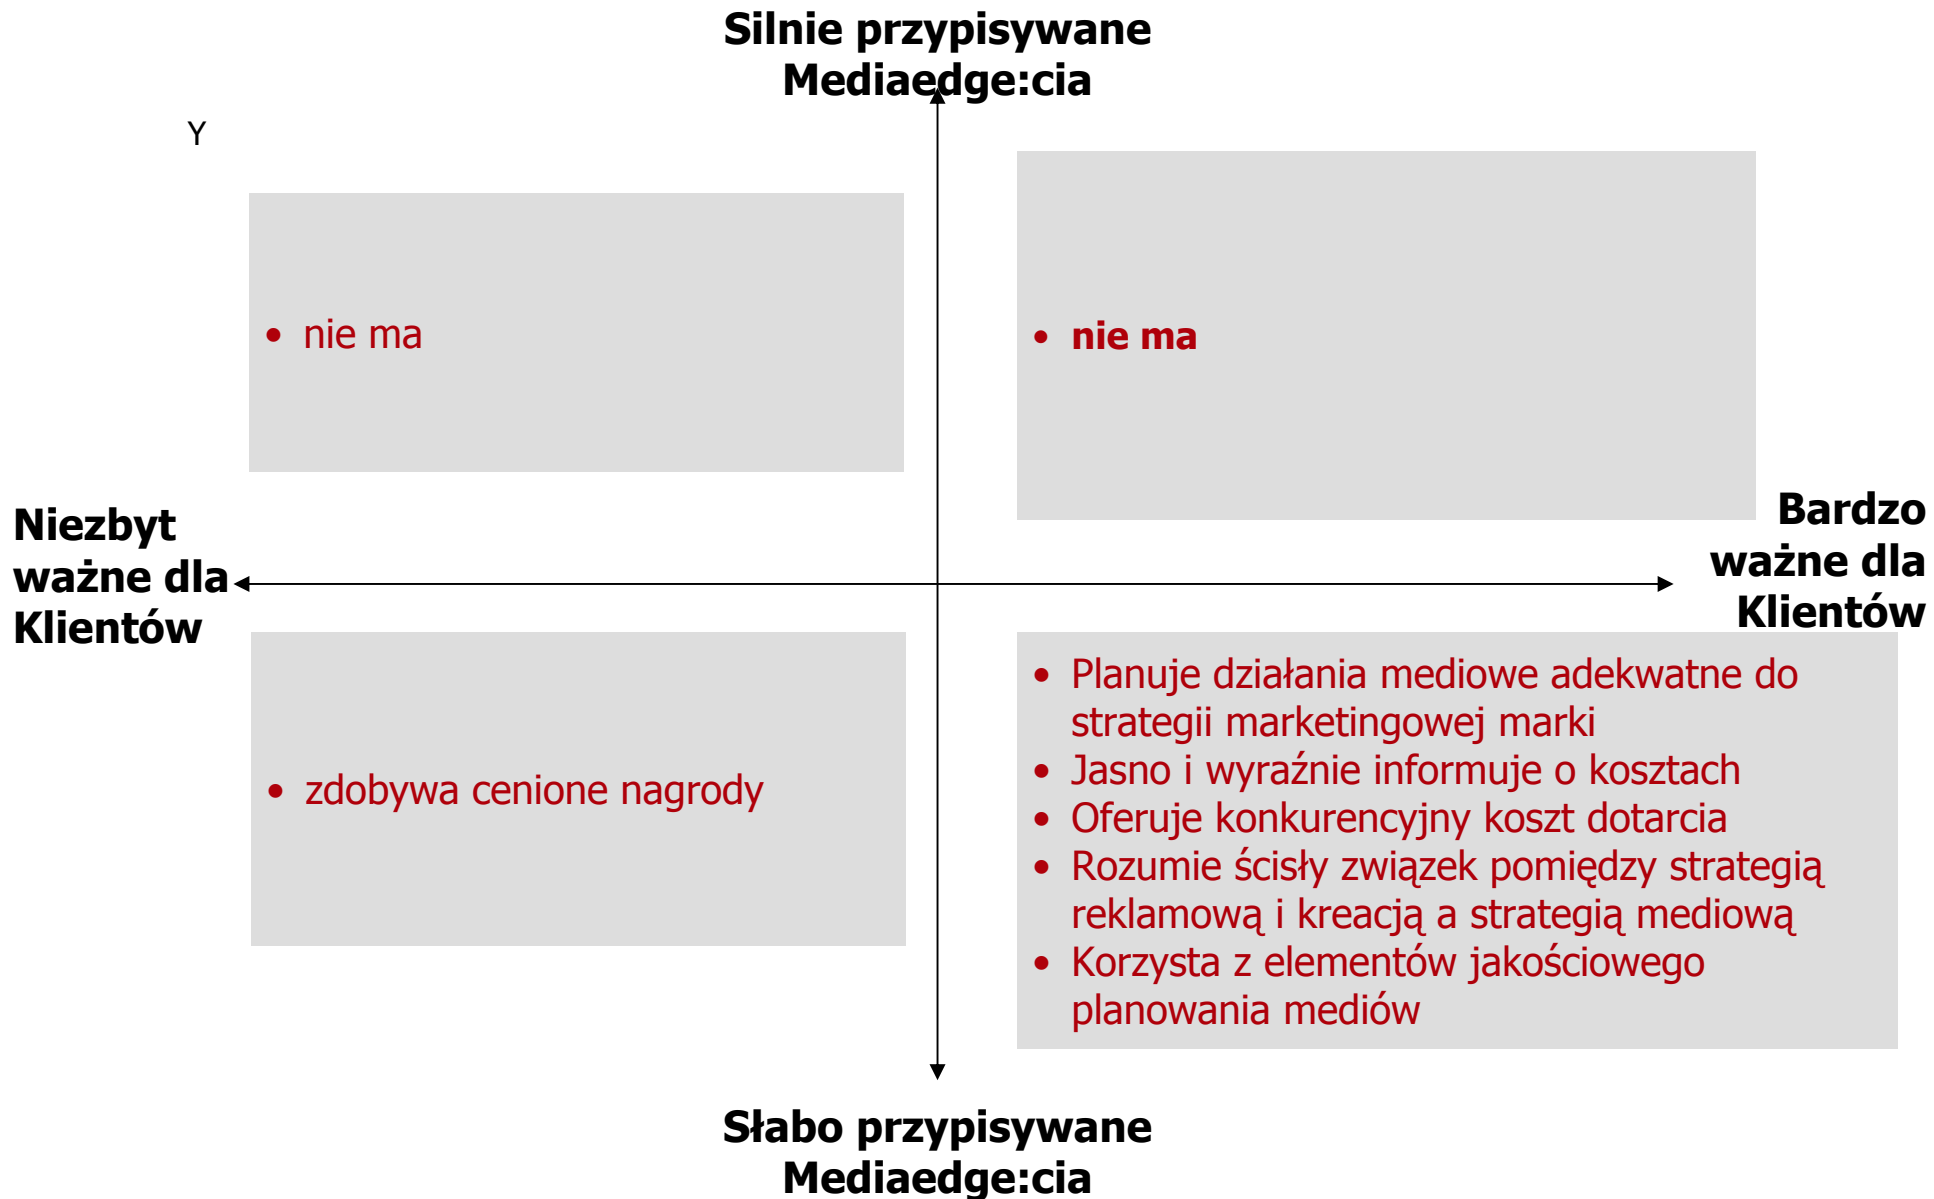 Silnie przypisywane
Mediaedge:cia
Y
• nie ma
• nie ma
Niezbyt
ważne dla
Klientów
Bardzo
ważne dla
Klientów
• zdobywa cenione nagrody
• Planuje działania mediowe adekwatne do
strategii marketingowej marki
• Jasno i wyraźnie informuje o kosztach
• Oferuje konkurencyjny koszt dotarcia
• Rozumie ścisły związek pomiędzy strategią
reklamową i kreacją a strategią mediową
• Korzysta z elementów jakościowego
planowania mediów
Słabo przypisywane
Mediaedge:cia